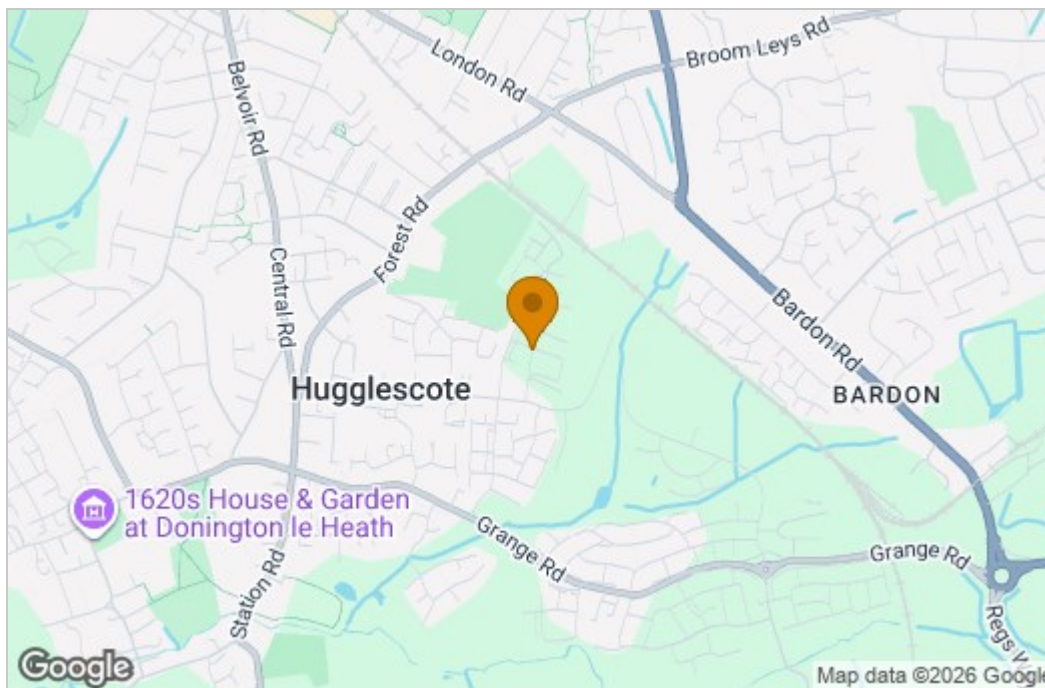 London Rd
Broom Leys Rd
Belvoir Rd
Forest Rd
Central Rd
Bardon Rd
Hugglescote
BARDON
1620s House & Garden
at Donington le Heath
Grange Rd
Grange Rd
Station Rd
Google
Map data ©2026 Google